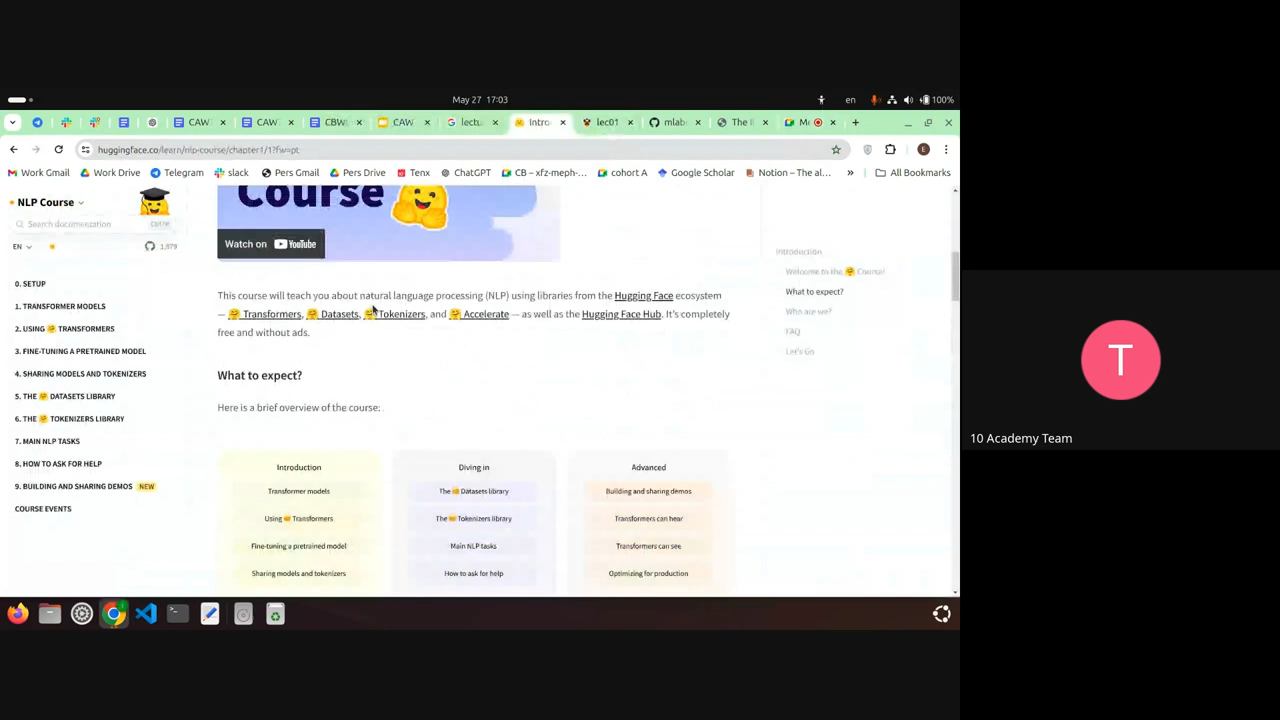 May 27 17:03
en
100%
CAW
CAW
CBW
CAW
lectu
Intro
lec01
mlab
The I
Me
huggingface.co/learn/nlp-course/chapter1/1?fw=pt
Work Gmail
Work Drive
Telegram
slack
Pers Gmail
Pers Drive
Tenx
ChatGPT
CB – xfz-meph-...
cohort A
Google Scholar
Notion – The al...
All Bookmarks
NLP Course
Search documentation
EN
1,879
0. SETUP
1. TRANSFORMER MODELS
2. USING 🤗 TRANSFORMERS
3. FINE-TUNING A PRETRAINED MODEL
4. SHARING MODELS AND TOKENIZERS
5. THE 🤗 DATASETS LIBRARY
6. THE 🤗 TOKENIZERS LIBRARY
7. MAIN NLP TASKS
8. HOW TO ASK FOR HELP
9. BUILDING AND SHARING DEMOS NEW
COURSE EVENTS
Course
Watch on YouTube
This course will teach you about natural language processing (NLP) using libraries from the Hugging Face ecosystem
— 🤗 Transformers, 🤗 Datasets, 🤗 Tokenizers, and 🤗 Accelerate — as well as the Hugging Face Hub. It's completely
free and without ads.
What to expect?
Here is a brief overview of the course:
Introduction
Transformer models
Using 🤗 Transformers
Fine-tuning a pretrained model
Sharing models and tokenizers
Diving in
The 🤗 Datasets library
The 🤗 Tokenizers library
Main NLP tasks
How to ask for help
Advanced
Building and sharing demos
Transformers can hear
Transformers can see
Optimizing for production
Introduction
Welcome to the 🤗 Course!
What to expect?
Who are we?
FAQ
Let's Go
T
10 Academy Team